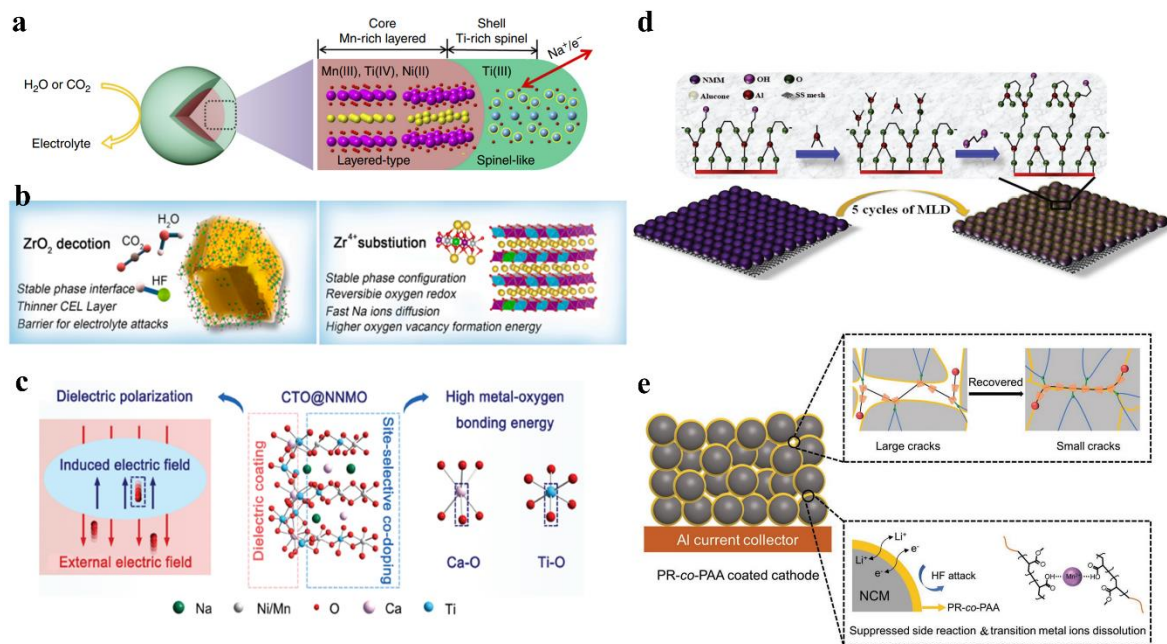 a
Core
Mn-rich layered
Shell
Ti-rich spinel
Na⁺/e⁻
H₂O or CO₂
Electrolyte
Mn(III), Ti(IV), Ni(II)
Ti(III)
Layered-type
Spinel-like
b
ZrO₂ decotion
CO₂
H₂O
HF
Stable phase interface
Thinner CEL Layer
Barrier for electrolyte attacks
Zr⁴⁺substiution
Stable phase configuration
Reversible oxygen redox
Fast Na ions diffusion
Higher oxygen vacancy formation energy
c
Dielectric polarization
CTO@NNMO
High metal-oxygen
bonding energy
Induced electric field
External electric field
Dielectric coating
Site-selective co-doping
Ca-O
Ti-O
Na
Ni/Mn
O
Ca
Ti
d
NMM
OH
O
Alucone
Al
SS mesh
5 cycles of MLD
e
Recovered
Large cracks
Small cracks
Al current collector
PR-co-PAA coated cathode
Li⁺
Li⁺
e⁻
e⁻
NCM
HF attack
PR-co-PAA
OH
Mn
HO
Suppressed side reaction & transition metal ions dissolution